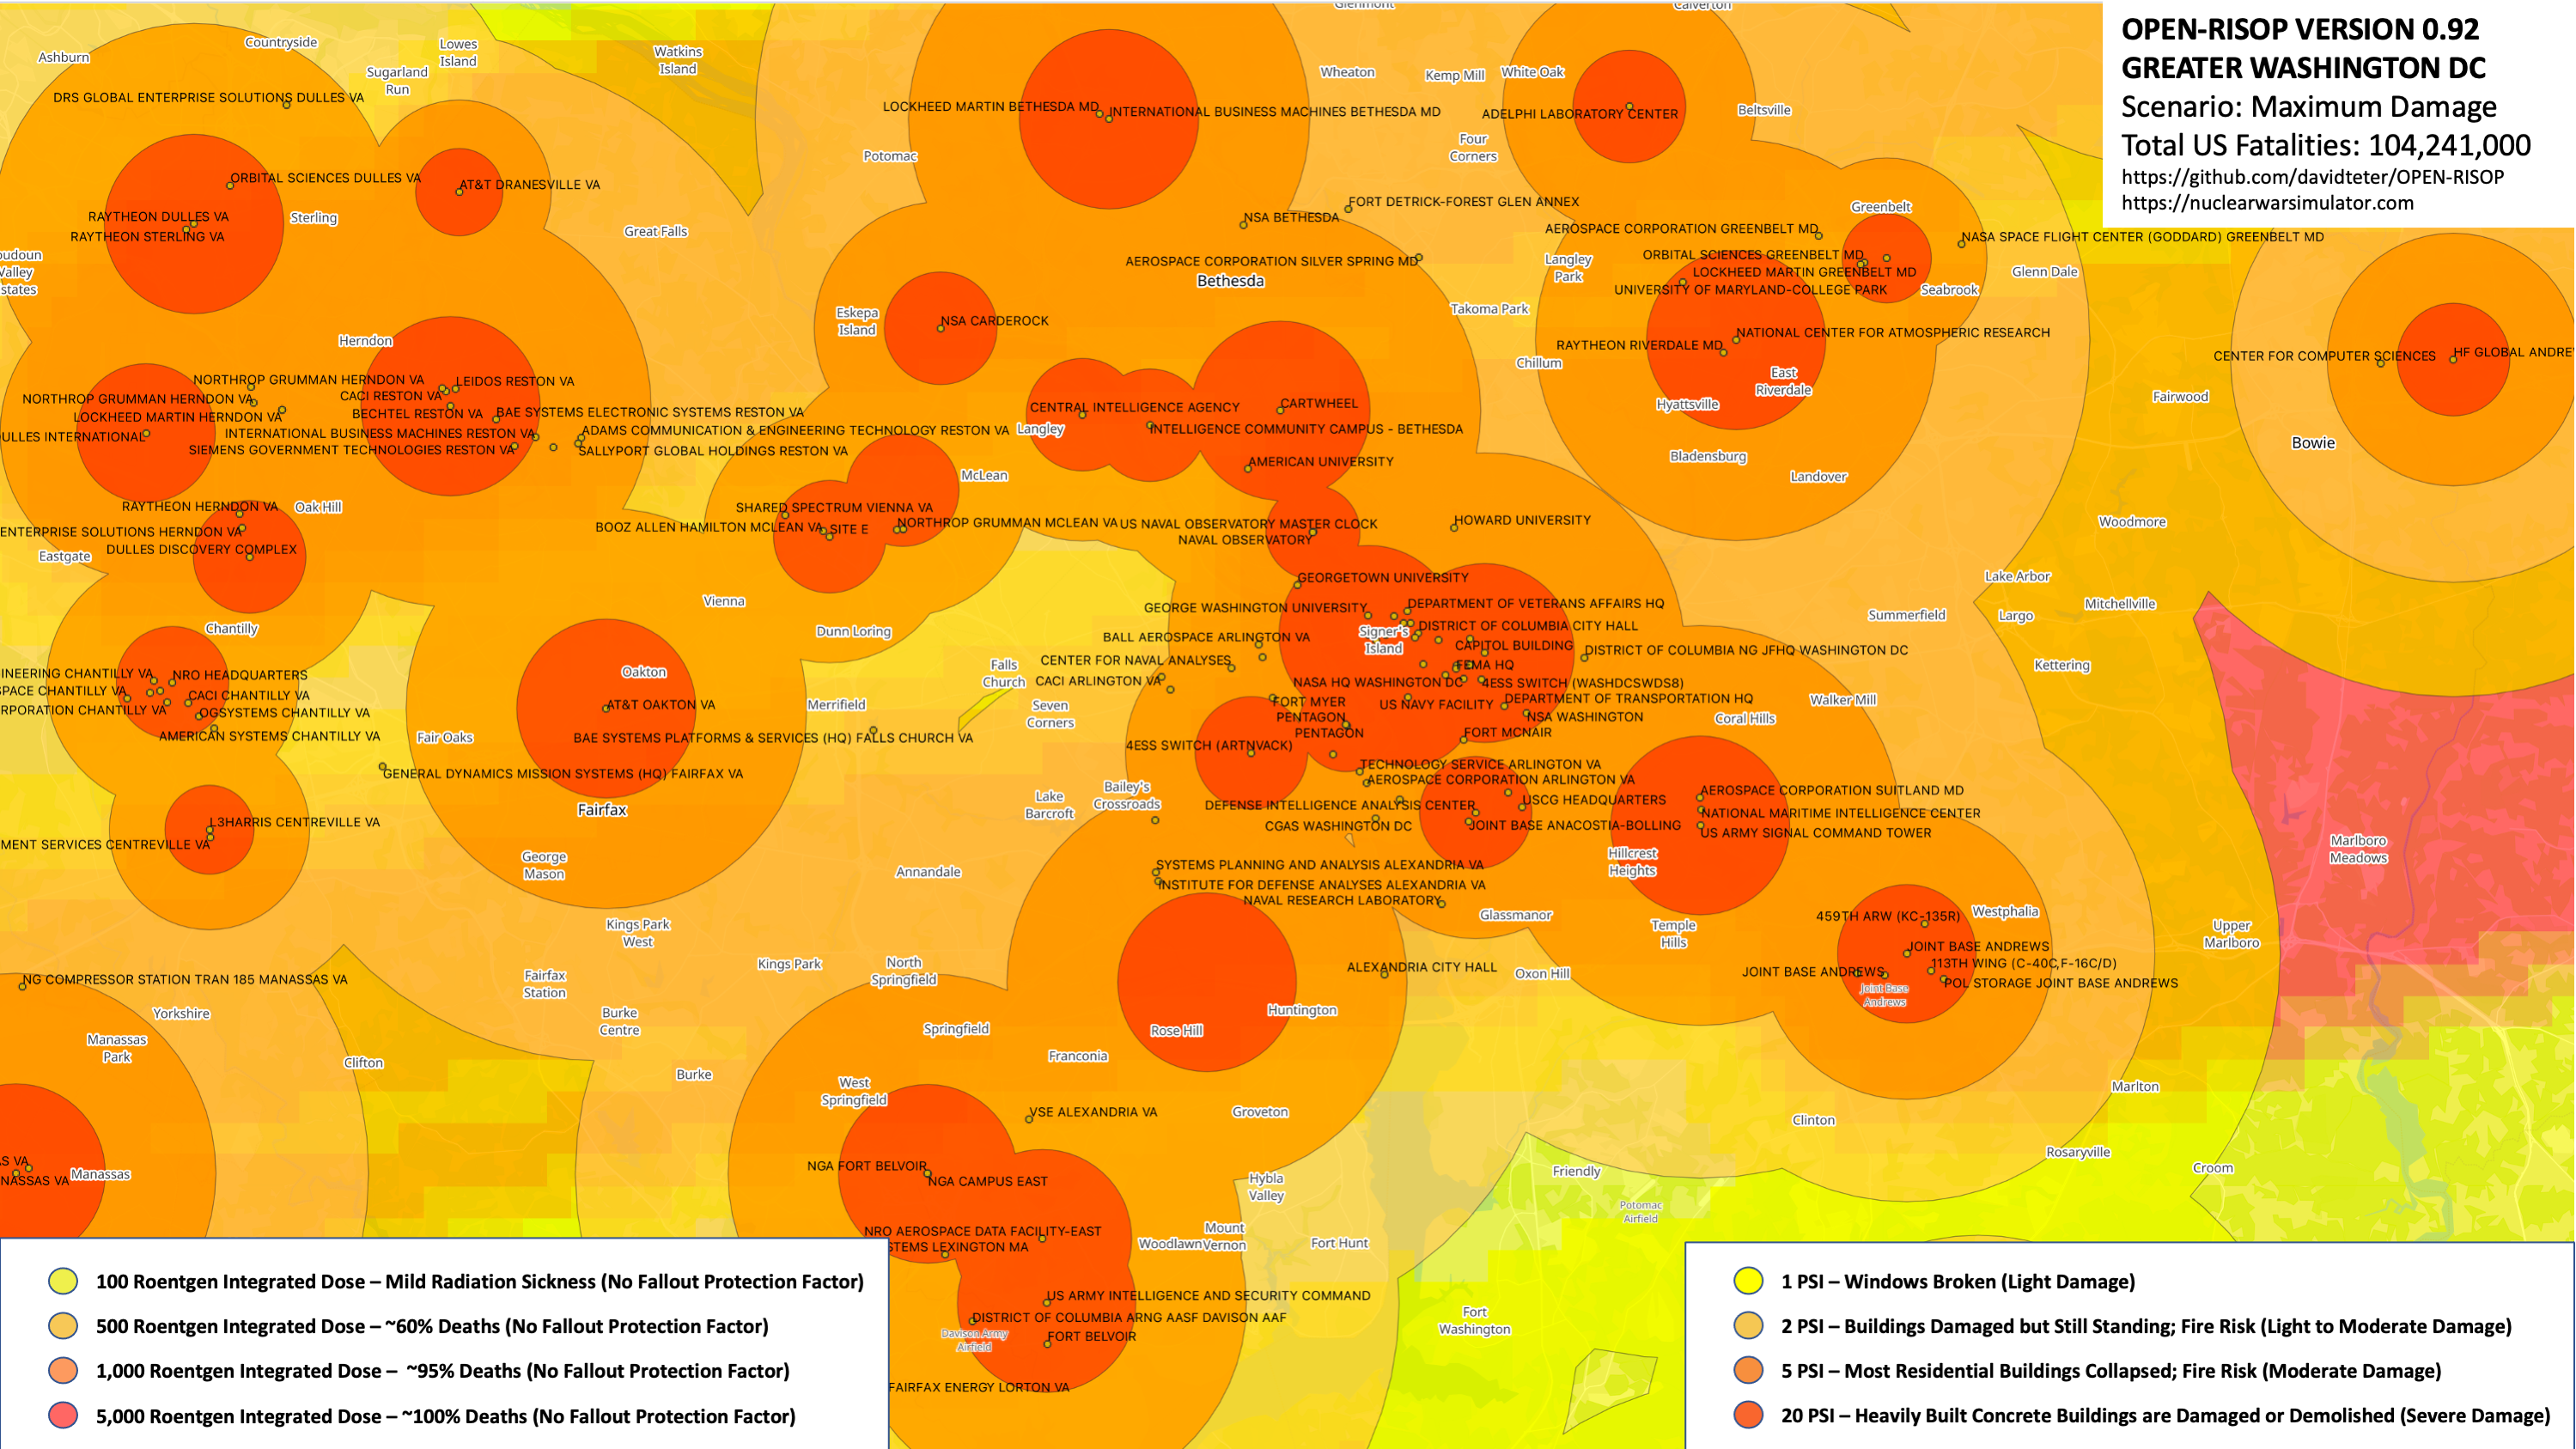 Glenmont
Calverton
OPEN-RISOP VERSION 0.92
GREATER WASHINGTON DC
Scenario: Maximum Damage
Total US Fatalities: 104,241,000
https://github.com/davidteter/OPEN-RISOP
https://nuclearwarsimulator.com
Ashburn
Countryside
Lowes
Island
Sugarland
Run
Watkins
Island
Wheaton
Kemp Mill
White Oak
DRS GLOBAL ENTERPRISE SOLUTIONS DULLES VA
LOCKHEED MARTIN BETHESDA MD
INTERNATIONAL BUSINESS MACHINES BETHESDA MD
ADELPHI LABORATORY CENTER
Beltsville
Four
Corners
Potomac
ORBITAL SCIENCES DULLES VA
AT&T DRANESVILLE VA
RAYTHEON DULLES VA
Sterling
RAYTHEON STERLING VA
Great Falls
FORT DETRICK-FOREST GLEN ANNEX
NSA BETHESDA
Greenbelt
AEROSPACE CORPORATION GREENBELT MD
NASA SPACE FLIGHT CENTER (GODDARD) GREENBELT MD
oudoun
Valley
states
AEROSPACE CORPORATION SILVER SPRING MD
Langley
Park
ORBITAL SCIENCES GREENBELT MD
LOCKHEED MARTIN GREENBELT MD
Glenn Dale
Bethesda
UNIVERSITY OF MARYLAND-COLLEGE PARK
Seabrook
Eskepa
Island
NSA CARDEROCK
Takoma Park
NATIONAL CENTER FOR ATMOSPHERIC RESEARCH
Herndon
RAYTHEON RIVERDALE MD
CENTER FOR COMPUTER SCIENCES
HF GLOBAL ANDRE
Chillum
East
Riverdale
NORTHROP GRUMMAN HERNDON VA
LEIDOS RESTON VA
CACI RESTON VA
NORTHROP GRUMMAN HERNDON VA
BECHTEL RESTON VA
BAE SYSTEMS ELECTRONIC SYSTEMS RESTON VA
LOCKHEED MARTIN HERNDON VA
CENTRAL INTELLIGENCE AGENCY
CARTWHEEL
Hyattsville
Fairwood
ULLES INTERNATIONAL
INTERNATIONAL BUSINESS MACHINES RESTON VA
ADAMS COMMUNICATION & ENGINEERING TECHNOLOGY RESTON VA
Langley
INTELLIGENCE COMMUNITY CAMPUS - BETHESDA
SIEMENS GOVERNMENT TECHNOLOGIES RESTON VA
SALLYPORT GLOBAL HOLDINGS RESTON VA
Bowie
AMERICAN UNIVERSITY
Bladensburg
McLean
Landover
RAYTHEON HERNDON VA
Oak Hill
SHARED SPECTRUM VIENNA VA
ENTERPRISE SOLUTIONS HERNDON VA
BOOZ ALLEN HAMILTON MCLEAN VA
SITE E
NORTHROP GRUMMAN MCLEAN VA
US NAVAL OBSERVATORY MASTER CLOCK
NAVAL OBSERVATORY
HOWARD UNIVERSITY
Woodmore
DULLES DISCOVERY COMPLEX
Eastgate
GEORGETOWN UNIVERSITY
Lake Arbor
Vienna
GEORGE WASHINGTON UNIVERSITY
DEPARTMENT OF VETERANS AFFAIRS HQ
Mitchellville
Summerfield
Largo
Chantilly
Dunn Loring
BALL AEROSPACE ARLINGTON VA
Signer's
Island
DISTRICT OF COLUMBIA CITY HALL
CAPITOL BUILDING
DISTRICT OF COLUMBIA NG JFHQ WASHINGTON DC
CENTER FOR NAVAL ANALYSES
FEMA HQ
Kettering
INEERING CHANTILLY VA
NRO HEADQUARTERS
Oakton
Falls
Church
CACI ARLINGTON VA
NASA HQ WASHINGTON DC
4ESS SWITCH (WASHDCSWDS8)
PACE CHANTILLY VA
CACI CHANTILLY VA
AT&T OAKTON VA
Merrifield
Seven
Corners
FORT MYER
US NAVY FACILITY
DEPARTMENT OF TRANSPORTATION HQ
Walker Mill
RPORATION CHANTILLY VA
OGSYSTEMS CHANTILLY VA
PENTAGON
NSA WASHINGTON
Coral Hills
AMERICAN SYSTEMS CHANTILLY VA
Fair Oaks
BAE SYSTEMS PLATFORMS & SERVICES (HQ) FALLS CHURCH VA
PENTAGON
FORT MCNAIR
4ESS SWITCH (ARTNVACK)
GENERAL DYNAMICS MISSION SYSTEMS (HQ) FAIRFAX VA
TECHNOLOGY SERVICE ARLINGTON VA
AEROSPACE CORPORATION ARLINGTON VA
AEROSPACE CORPORATION SUITLAND MD
Bailey's
Crossroads
Lake
Barcroft
Fairfax
DEFENSE INTELLIGENCE ANALYSIS CENTER
USCG HEADQUARTERS
NATIONAL MARITIME INTELLIGENCE CENTER
L3HARRIS CENTREVILLE VA
CGAS WASHINGTON DC
JOINT BASE ANACOSTIA-BOLLING
US ARMY SIGNAL COMMAND TOWER
MENT SERVICES CENTREVILLE VA
Marlboro
Meadows
George
Mason
Annandale
SYSTEMS PLANNING AND ANALYSIS ALEXANDRIA VA
Hillcrest
Heights
INSTITUTE FOR DEFENSE ANALYSES ALEXANDRIA VA
NAVAL RESEARCH LABORATORY
Glassmanor
459TH ARW (KC-135R)
Westphalia
Kings Park
West
Temple
Hills
Upper
Marlboro
JOINT BASE ANDREWS
Kings Park
North
Springfield
ALEXANDRIA CITY HALL
Oxon Hill
113TH WING (C-40C,F-16C/D)
JOINT BASE ANDREWS
POL STORAGE JOINT BASE ANDREWS
Joint Base
Andrews
NG COMPRESSOR STATION TRAN 185 MANASSAS VA
Fairfax
Station
Yorkshire
Burke
Centre
Huntington
Springfield
Rose Hill
Manassas
Park
Clifton
Franconia
Burke
West
Springfield
Marlton
VSE ALEXANDRIA VA
Groveton
Clinton
Rosaryville
AS VA
NASSAS VA
Manassas
NGA FORT BELVOIR
NGA CAMPUS EAST
Friendly
Croom
Hybla
Valley
Potomac
Airfield
NRO AEROSPACE DATA FACILITY-EAST
STEMS LEXINGTON MA
Woodlawn
Mount
Vernon
Fort Hunt
US ARMY INTELLIGENCE AND SECURITY COMMAND
DISTRICT OF COLUMBIA ARNG AASF DAVISON AAF
Davison Army
Airfield
FORT BELVOIR
Fort
Washington
FAIRFAX ENERGY LORTON VA
100 Roentgen Integrated Dose – Mild Radiation Sickness (No Fallout Protection Factor)
500 Roentgen Integrated Dose – ~60% Deaths (No Fallout Protection Factor)
1,000 Roentgen Integrated Dose – ~95% Deaths (No Fallout Protection Factor)
5,000 Roentgen Integrated Dose – ~100% Deaths (No Fallout Protection Factor)
1 PSI – Windows Broken (Light Damage)
2 PSI – Buildings Damaged but Still Standing; Fire Risk (Light to Moderate Damage)
5 PSI – Most Residential Buildings Collapsed; Fire Risk (Moderate Damage)
20 PSI – Heavily Built Concrete Buildings are Damaged or Demolished (Severe Damage)